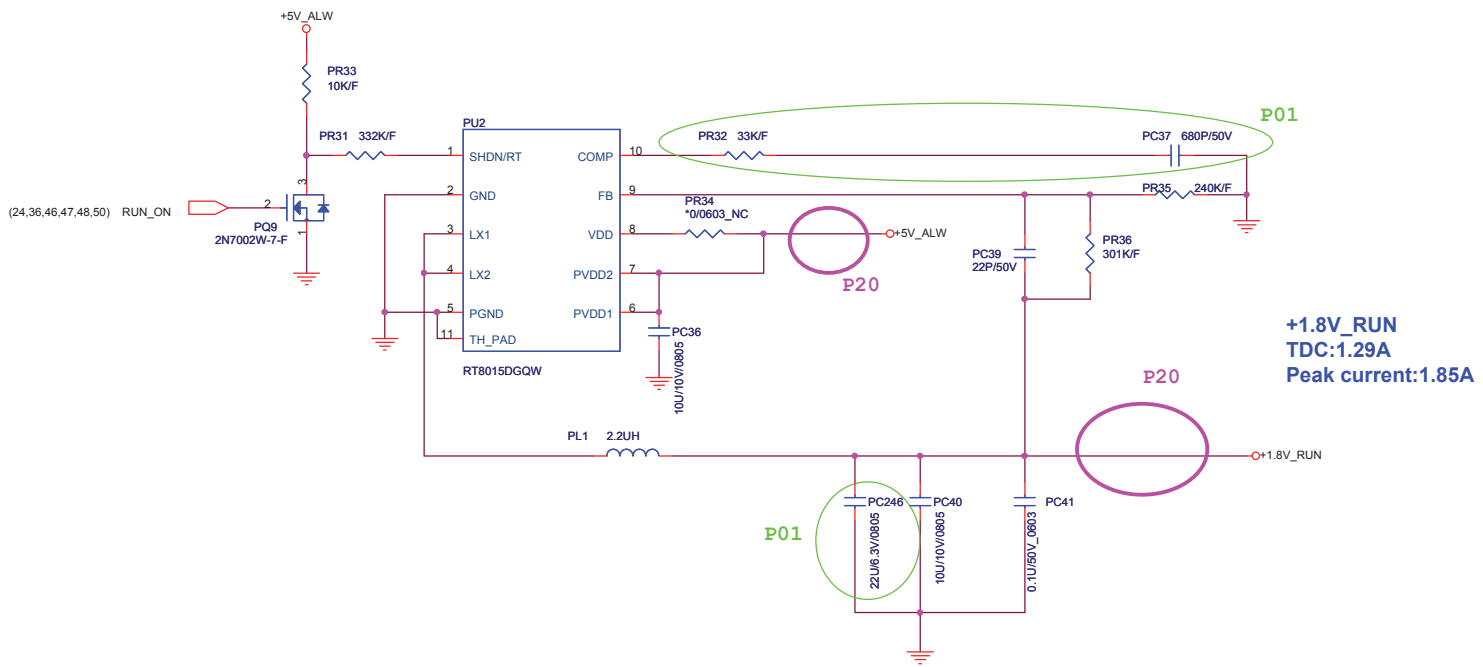 +5V_ALW
PR33
10K/F
PR31 332K/F
PU2
1 SHDN/RT
2 GND
3 LX1
4 LX2
5 PGND
11 TH_PAD
COMP 10
FB 9
VDD 8
PVDD2 7
PVDD1 6
RT8015DGQW
3
2
1
(24,36,46,47,48,50) RUN_ON
PQ9
2N7002W-7-F
PR32 33K/F
PC37 680P/50V
P01
PR35 240K/F
PR34
*0/0603_NC
+5V_ALW
P20
PC39
22P/50V
PR36
301K/F
PC36
10U/10V/0805
+1.8V_RUN
TDC:1.29A
Peak current:1.85A
P20
PL1 2.2UH
+1.8V_RUN
PC246
22U/6.3V/0805
PC40
10U/10V/0805
PC41
0.1U/50V_0603
P01